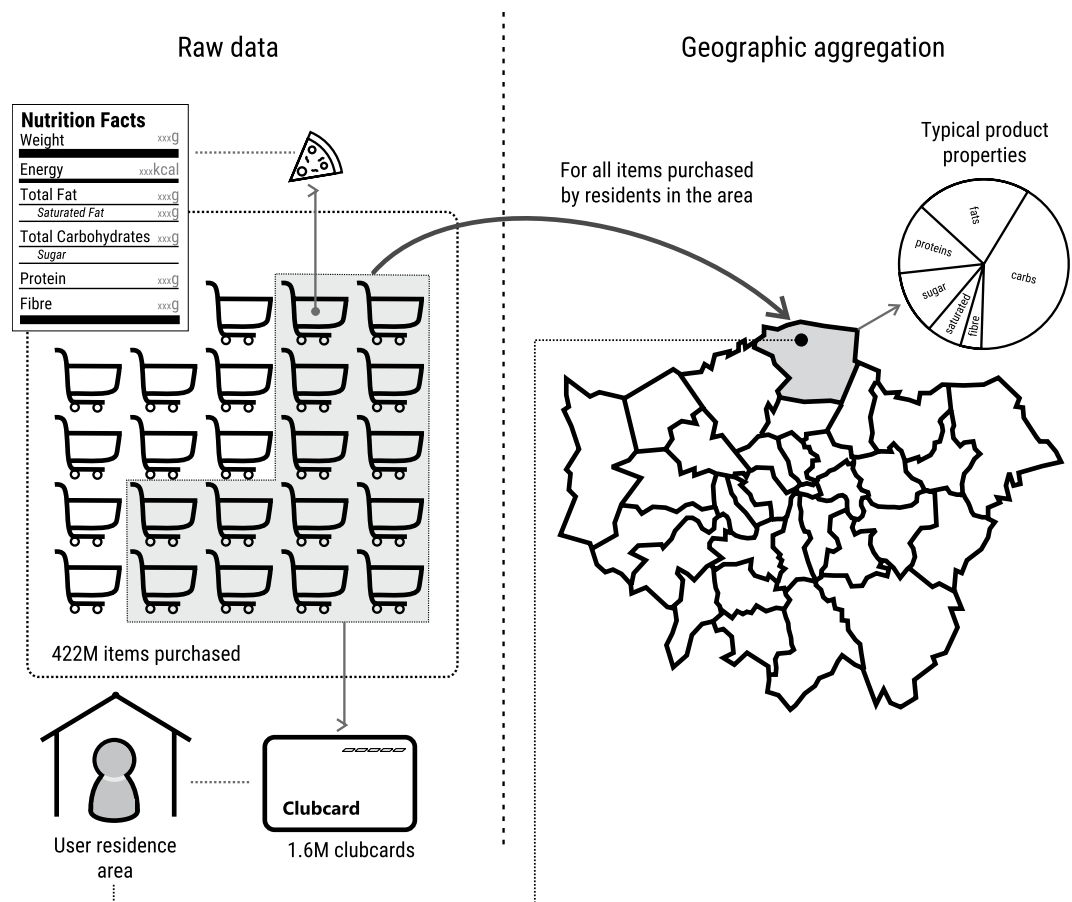 Raw data
Geographic aggregation
Nutrition Facts
Weight xxxg
Energy xxxkcal
Total Fat xxxg
Saturated Fat xxxg
Total Carbohydrates xxxg
Sugar
Protein xxxg
Fibre xxxg
For all items purchased
by residents in the area
Typical product
properties
fats
carbs
proteins
sugar
saturated
fibre
422M items purchased
Clubcard
1.6M clubcards
User residence
area